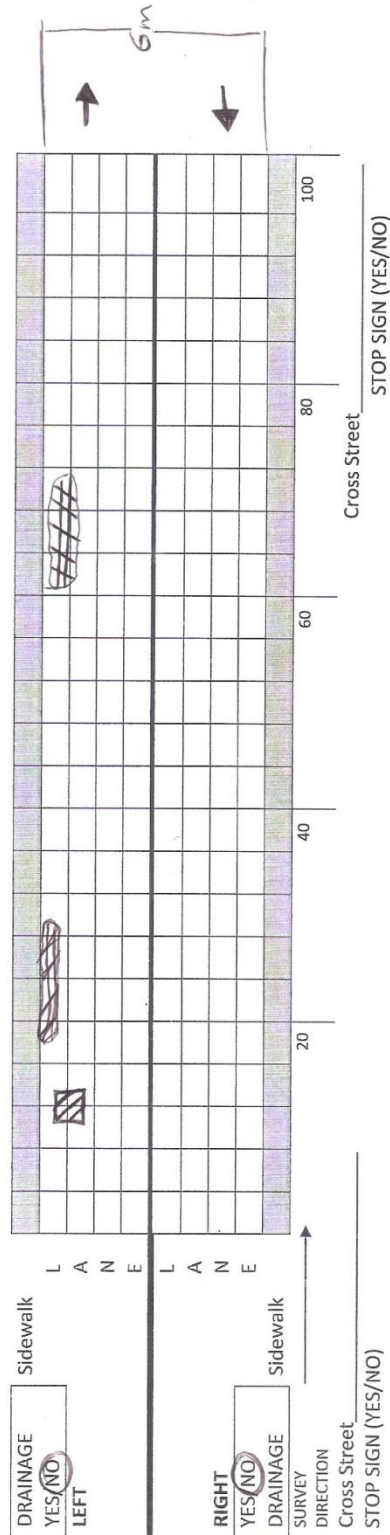 DRAINAGE
YES/NO
LEFT
Sidewalk
L
A
N
E
6m
L
A
N
E
RIGHT
YES/NO
DRAINAGE
Sidewalk
SURVEY
DIRECTION
20
40
60
80
100
Cross Street
STOP SIGN (YES/NO)
Cross Street
STOP SIGN (YES/NO)